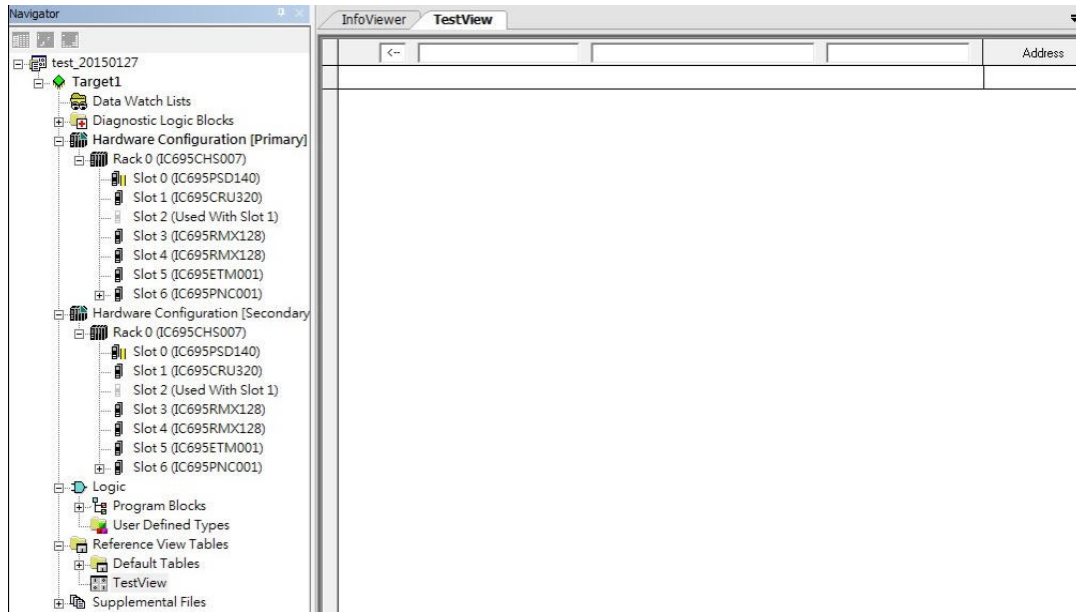 Navigator
InfoViewer
TestView
<--
Address
test_20150127
Target1
Data Watch Lists
Diagnostic Logic Blocks
Hardware Configuration [Primary]
Rack 0 (IC695CHS007)
Slot 0 (IC695PSD140)
Slot 1 (IC695CRU320)
Slot 2 (Used With Slot 1)
Slot 3 (IC695RMX128)
Slot 4 (IC695RMX128)
Slot 5 (IC695ETM001)
Slot 6 (IC695PNC001)
Hardware Configuration [Secondary
Rack 0 (IC695CHS007)
Slot 0 (IC695PSD140)
Slot 1 (IC695CRU320)
Slot 2 (Used With Slot 1)
Slot 3 (IC695RMX128)
Slot 4 (IC695RMX128)
Slot 5 (IC695ETM001)
Slot 6 (IC695PNC001)
Logic
Program Blocks
User Defined Types
Reference View Tables
Default Tables
TestView
Supplemental Files